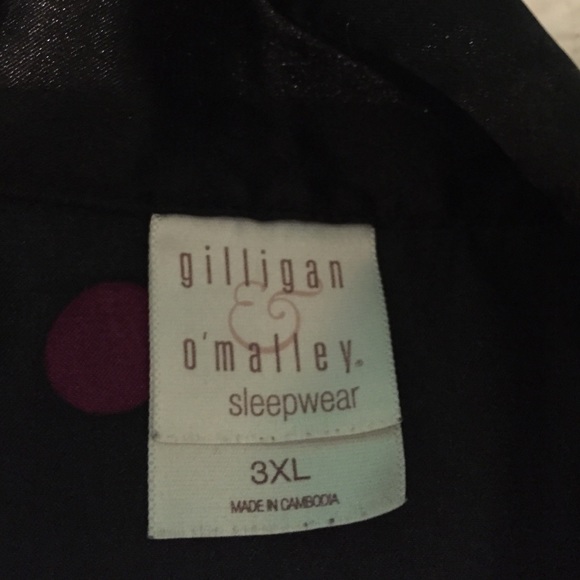 gilligan
&
o'malley®
sleepwear
3XL
MADE IN CAMBODIA